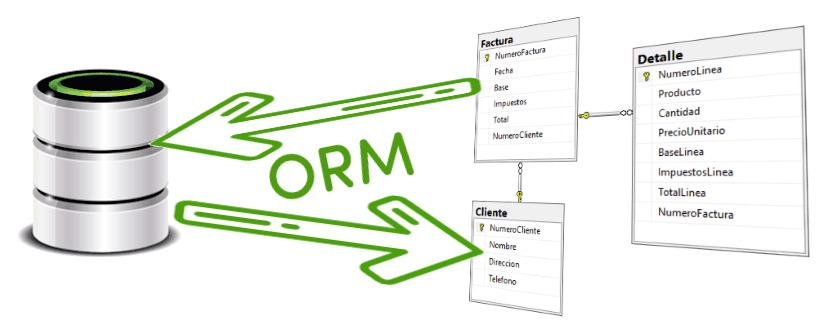 ORM
Factura
NumeroFactura
Fecha
Base
Impuestos
Total
NumeroCliente
Detalle
NumeroLinea
Producto
Cantidad
PrecioUnitario
BaseLinea
ImpuestosLinea
TotalLinea
NumeroFactura
Cliente
NumeroCliente
Nombre
Direccion
Telefono